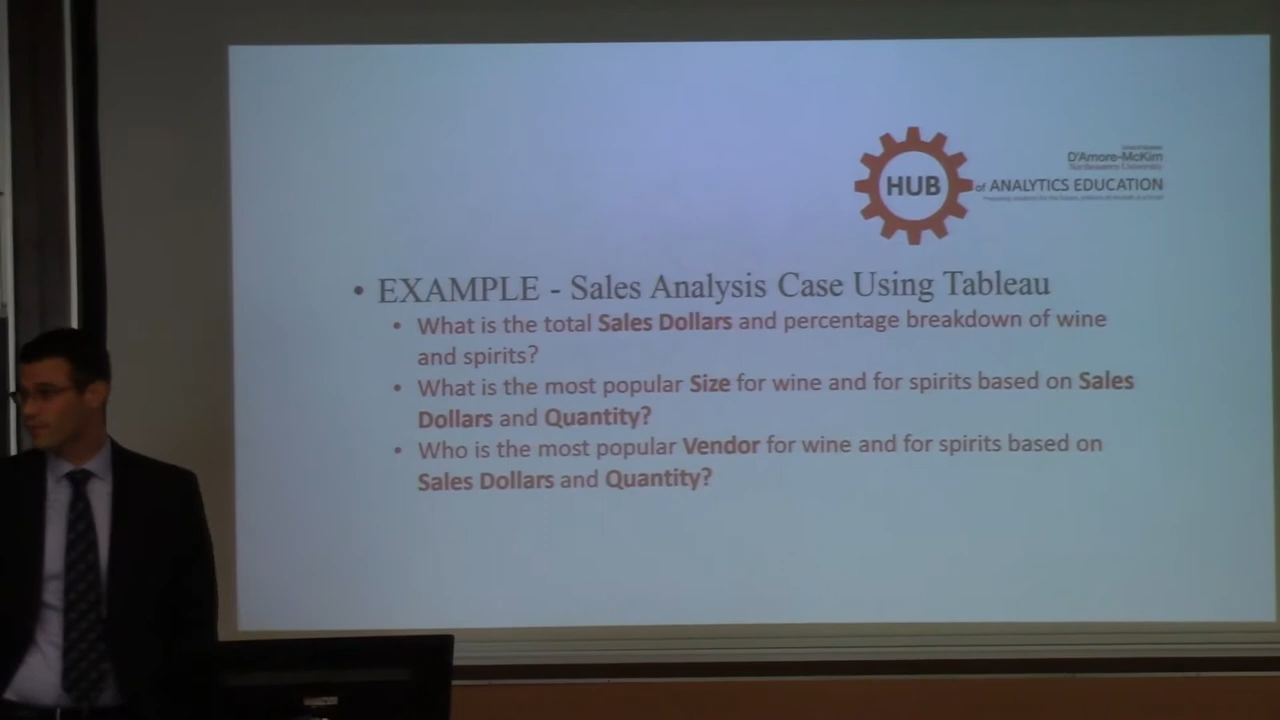 D'Amore-McKim
Northeastern University
HUB
of ANALYTICS EDUCATION
• EXAMPLE - Sales Analysis Case Using Tableau
• What is the total Sales Dollars and percentage breakdown of wine
and spirits?
• What is the most popular Size for wine and for spirits based on Sales
Dollars and Quantity?
• Who is the most popular Vendor for wine and for spirits based on
Sales Dollars and Quantity?